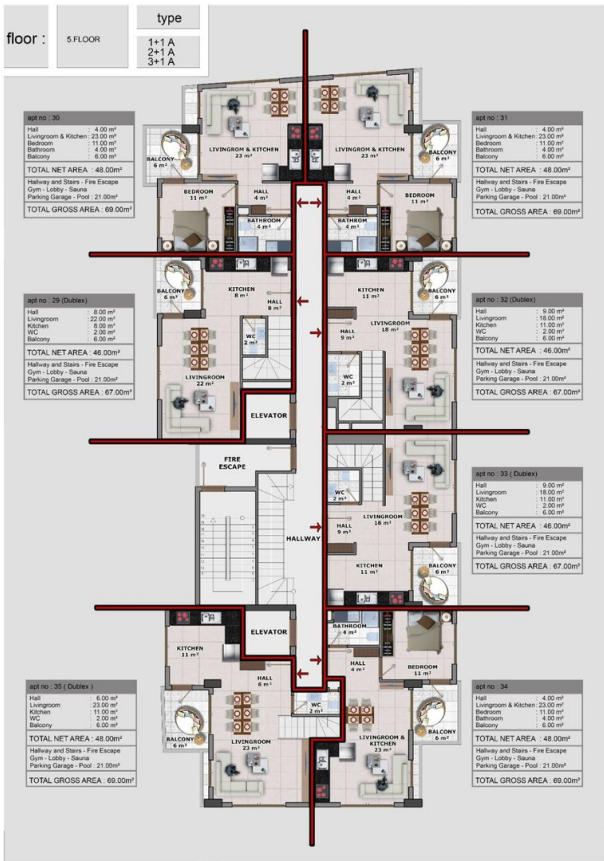 floor :
5.FLOOR
type
1+1 A
2+1 A
3+1 A
apt no : 30
Hall : 4.00 m²
Livingroom & Kitchen : 23.00 m²
Bedroom : 11.00 m²
Bathroom : 4.00 m²
Balcony : 6.00 m²
TOTAL NET AREA : 48.00m²
Hallway and Stairs - Fire Escape
Gym - Lobby - Sauna
Parking Garage - Pool : 21.00m²
TOTAL GROSS AREA : 69.00m²
apt no : 31
Hall : 4.00 m²
Livingroom & Kitchen : 23.00 m²
Bedroom : 11.00 m²
Bathroom : 4.00 m²
Balcony : 6.00 m²
TOTAL NET AREA : 48.00m²
Hallway and Stairs - Fire Escape
Gym - Lobby - Sauna
Parking Garage - Pool : 21.00m²
TOTAL GROSS AREA : 69.00m²
LIVINGROM & KITCHEN
23 m²
LIVINGROM & KITCHEN
23 m²
BALCONY
6 m²
BALCONY
6 m²
BEDROOM
11 m²
HALL
4 m²
HALL
4 m²
BEDROOM
11 m²
BATHROOM
4 m²
BATHROOM
4 m²
apt no : 29 (Dublex)
Hall : 8.00 m²
Livingroom : 22.00 m²
Kitchen : 8.00 m²
WC : 2.00 m²
Balcony : 6.00 m²
TOTAL NET AREA : 46.00m²
Hallway and Stairs - Fire Escape
Gym - Lobby - Sauna
Parking Garage - Pool : 21.00m²
TOTAL GROSS AREA : 67.00m²
apt no : 32 (Dublex)
Hall : 9.00 m²
Livingroom : 18.00 m²
Kitchen : 11.00 m²
WC : 2.00 m²
Balcony : 6.00 m²
TOTAL NET AREA : 46.00m²
Hallway and Stairs - Fire Escape
Gym - Lobby - Sauna
Parking Garage - Pool : 21.00m²
TOTAL GROSS AREA : 67.00m²
BALCONY
6 m²
KITCHEN
8 m²
HALL
8 m²
WC
2 m²
LIVINGROOM
22 m²
KITCHEN
11 m²
BALCONY
6 m²
LIVINGROOM
18 m²
HALL
9 m²
WC
2 m²
ELEVATOR
FIRE
ESCAPE
HALLWAY
WC
2 m²
LIVINGROOM
18 m²
HALL
9 m²
KITCHEN
11 m²
BALCONY
6 m²
apt no : 33 ( Dublex)
Hall : 9.00 m²
Livingroom : 18.00 m²
Kitchen : 11.00 m²
WC : 2.00 m²
Balcony : 6.00 m²
TOTAL NET AREA : 46.00m²
Hallway and Stairs - Fire Escape
Gym - Lobby - Sauna
Parking Garage - Pool : 21.00m²
TOTAL GROSS AREA : 67.00m²
ELEVATOR
BATHROOM
4 m²
KITCHEN
11 m²
HALL
6 m²
HALL
4 m²
BEDROOM
11 m²
WC
2 m²
BALCONY
6 m²
LIVINGROOM
23 m²
LIVINGROOM &
KITCHEN
23 m²
BALCONY
6 m²
apt no : 35 ( Dublex )
Hall : 6.00 m²
Livingroom : 23.00 m²
Kitchen : 11.00 m²
WC : 2.00 m²
Balcony : 6.00 m²
TOTAL NET AREA : 48.00m²
Hallway and Stairs - Fire Escape
Gym - Lobby - Sauna
Parking Garage - Pool : 21.00m²
TOTAL GROSS AREA : 69.00m²
apt no : 34
Hall : 4.00 m²
Livingroom & Kitchen : 23.00 m²
Bedroom : 11.00 m²
Bathroom : 4.00 m²
Balcony : 6.00 m²
TOTAL NET AREA : 48.00m²
Hallway and Stairs - Fire Escape
Gym - Lobby - Sauna
Parking Garage - Pool : 21.00m²
TOTAL GROSS AREA : 69.00m²